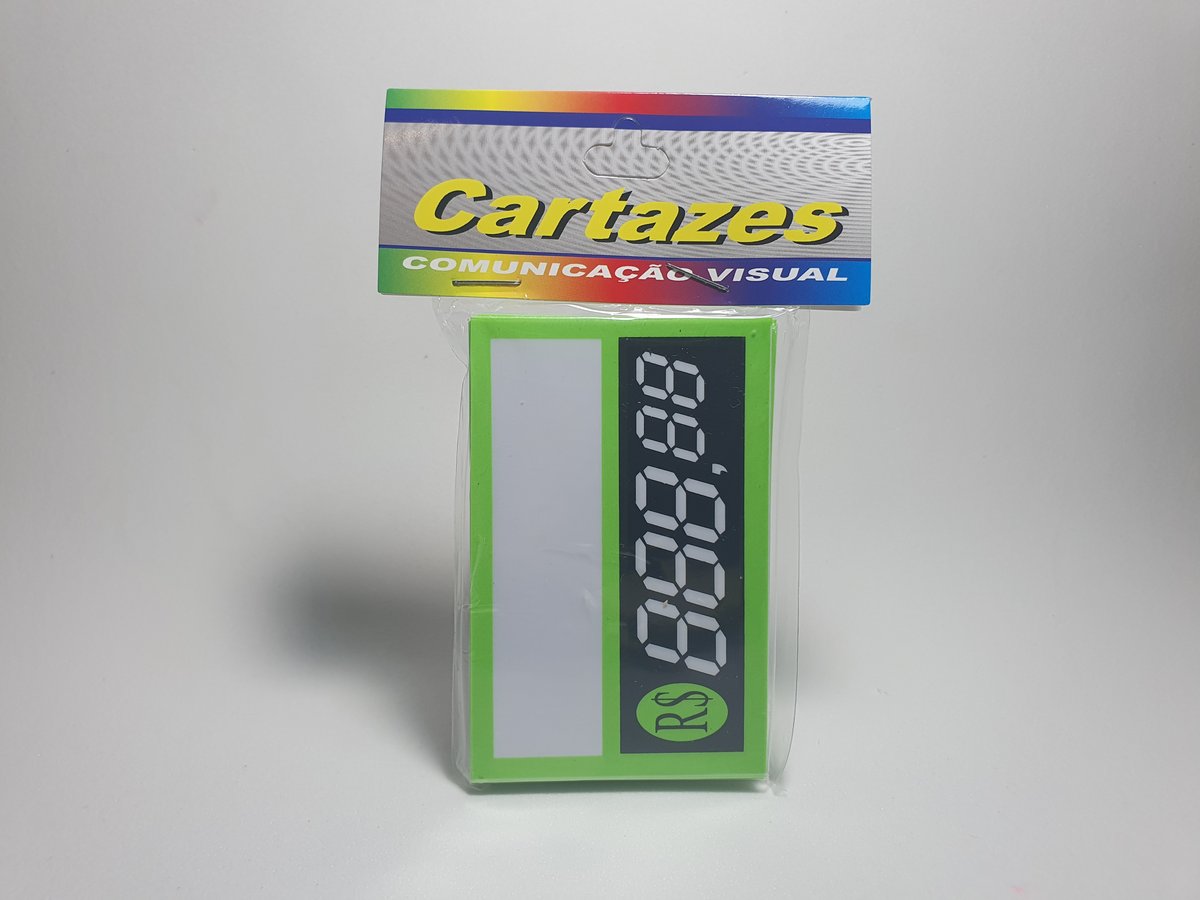 Cartazes
COMUNICAÇÃO VISUAL
R$ 888,88